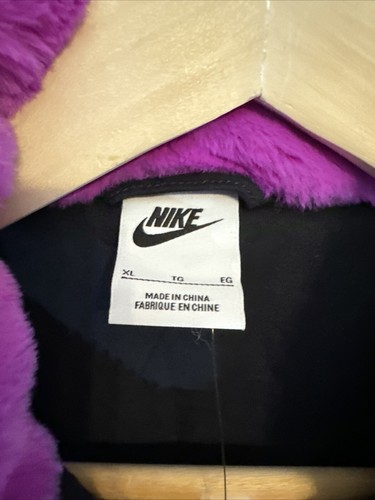 NIKE
XL TG EG
MADE IN CHINA
FABRIQUE EN CHINE